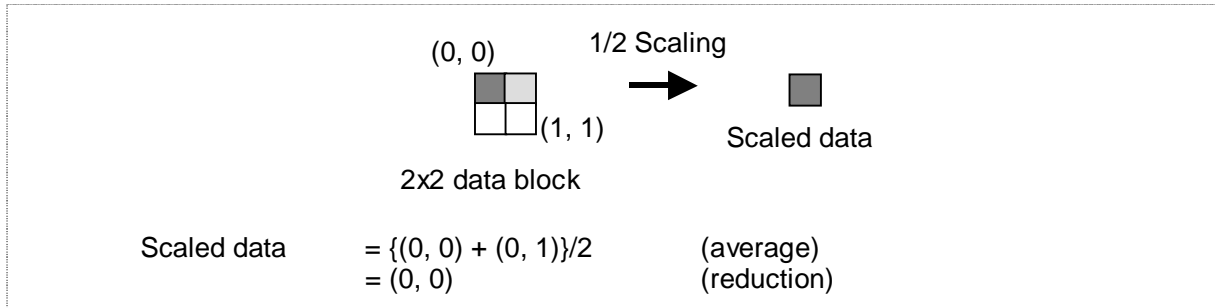 (0, 0)
1/2 Scaling
(1, 1)
Scaled data
2x2 data block
Scaled data = {(0, 0) + (0, 1)}/2 (average)
= (0, 0) (reduction)